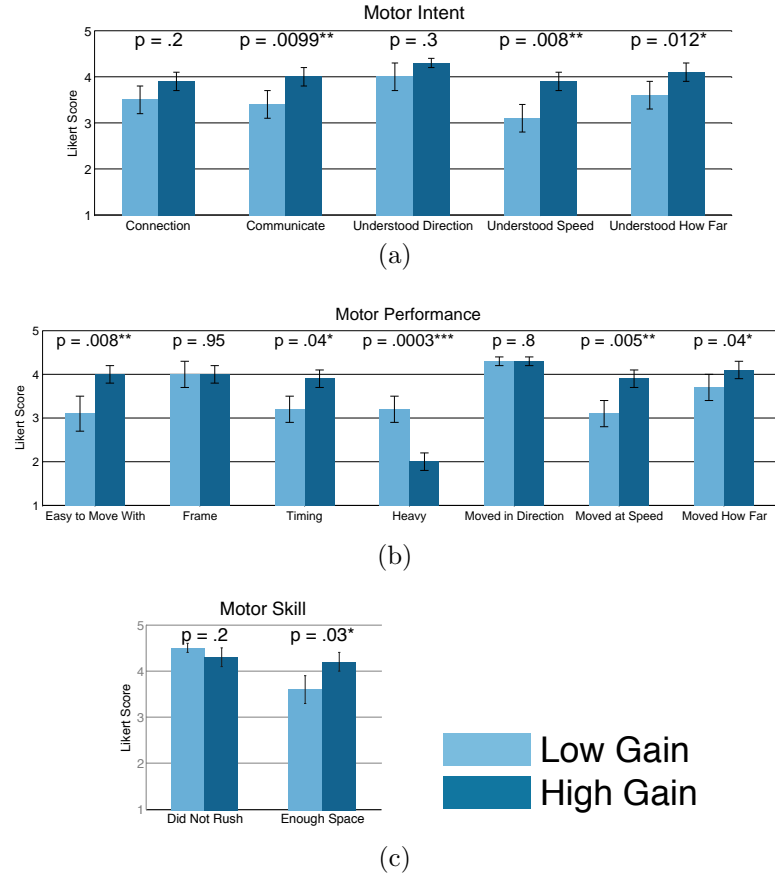 Motor Intent
p = .2 p = .0099** p = .3 p = .008** p = .012*
5
4
3
2
1
Likert Score
Connection Communicate Understood Direction Understood Speed Understood How Far
(a)
Motor Performance
p = .008** p = .95 p = .04* p = .0003*** p = .8 p = .005** p = .04*
5
4
3
2
1
Likert Score
Easy to Move With Frame Timing Heavy Moved in Direction Moved at Speed Moved How Far
(b)
Motor Skill
p = .2 p = .03*
5
4
3
2
1
Likert Score
Did Not Rush Enough Space
Low Gain
High Gain
(c)